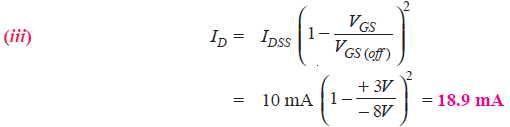 (iii) I_D = I_DSS (1 - V_GS / V_GS (off))^2
= 10 mA (1 - + 3V / - 8V)^2 = 18.9 mA